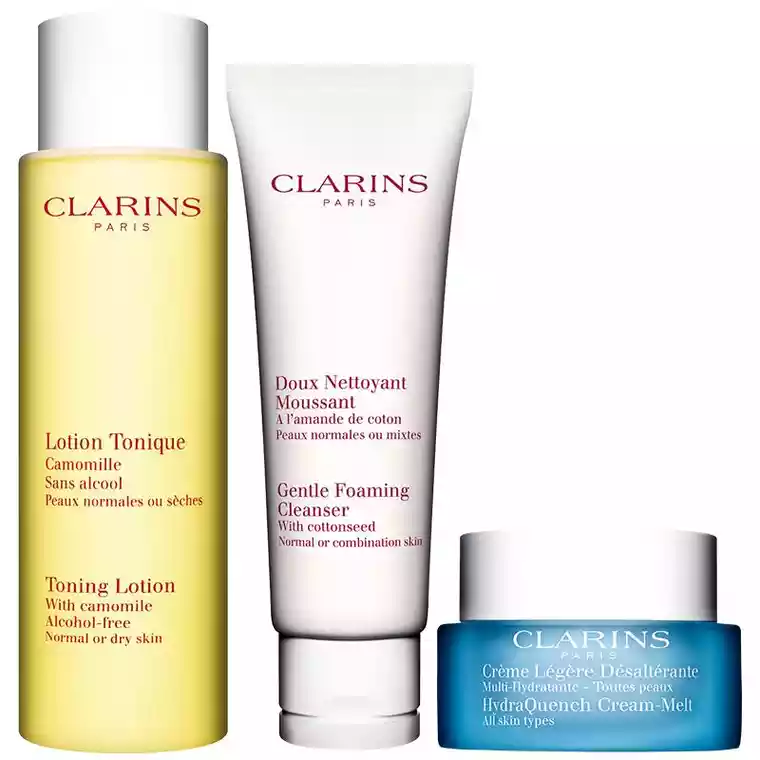 CLARINS
PARIS
Lotion Tonique
Camomille
Sans alcool
Peaux normales ou sèches
Toning Lotion
With camomile
Alcohol-free
Normal or dry skin
CLARINS
PARIS
Doux Nettoyant
Moussant
A l'amande de coton
Peaux normales ou mixtes
Gentle Foaming
Cleanser
With cottonseed
Normal or combination skin
CLARINS
PARIS
Crème Légère Désaltérante
Multi-Hydratante – Toutes peaux
HydraQuench Cream-Melt
All skin types